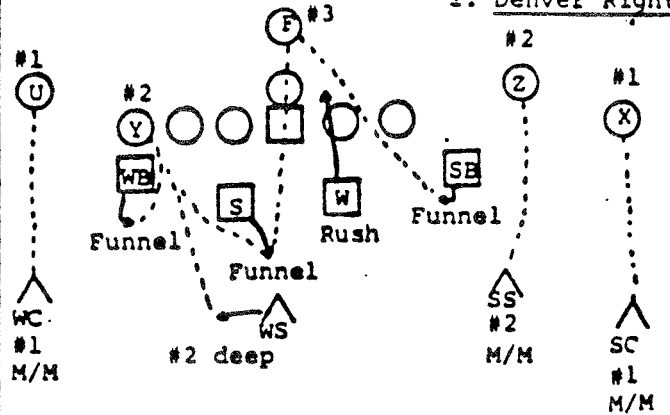 1. Denver Right
#3
F
#2
#1
#1
U
#2
Z
X
Y
WB
S
W
SB
Funnel
Rush
Funnel
Funnel
WC
#1
M/M
WS
#2 deep
SS
#2
M/M
SC
#1
M/M